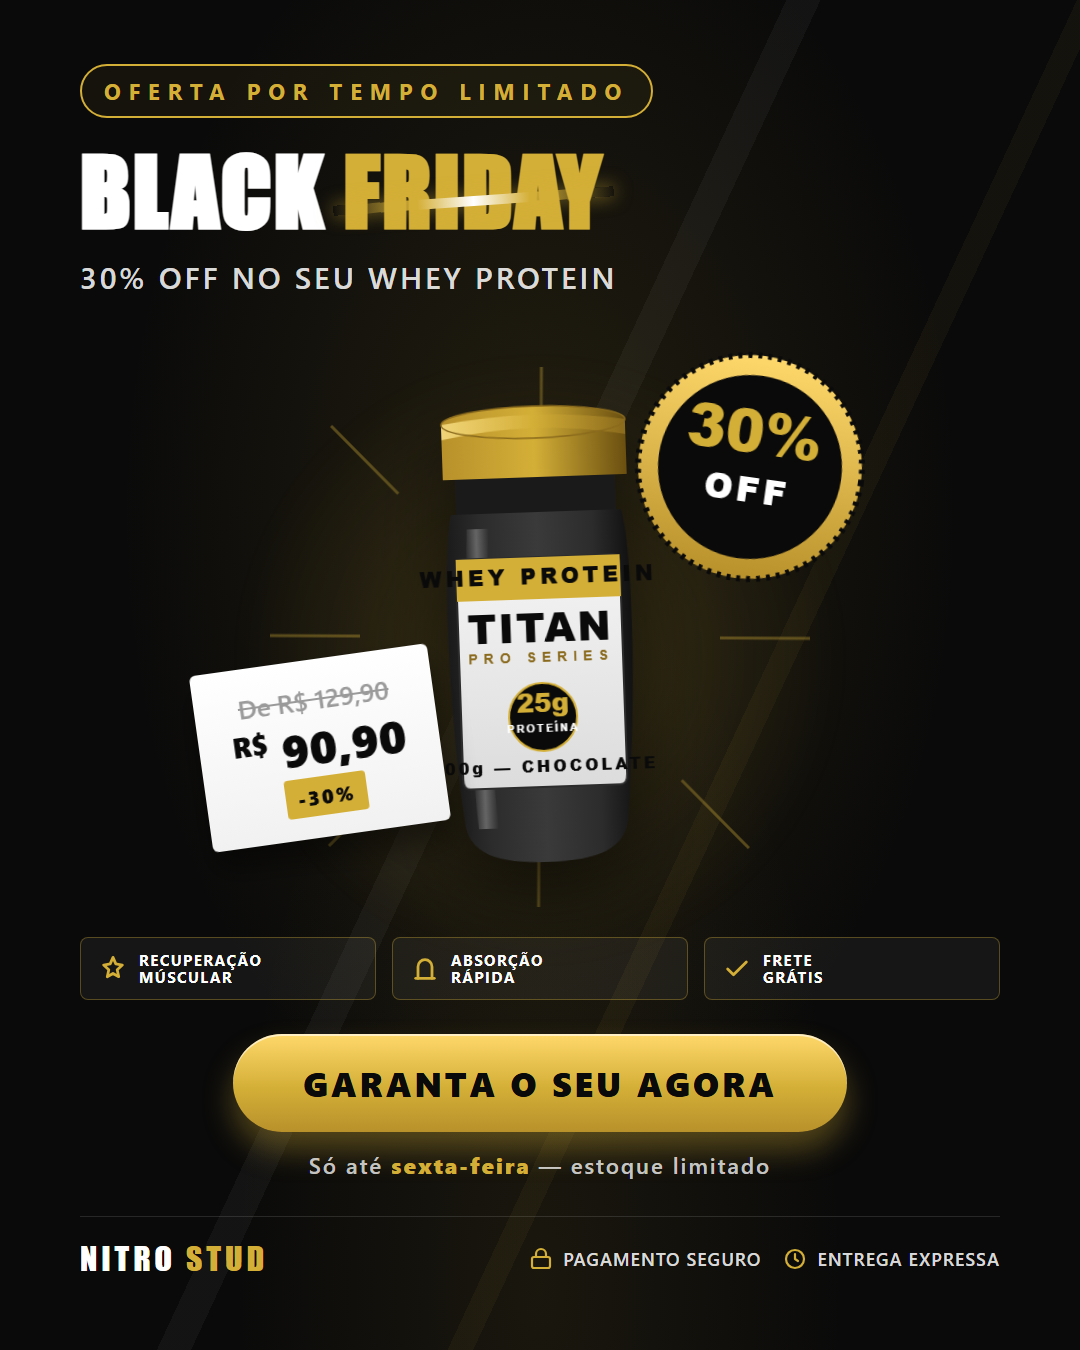 OFERTA POR TEMPO LIMITADO
BLACK FRIDAY
30% OFF NO SEU WHEY PROTEIN
30%
OFF
WHEY PROTEIN
TITAN
PRO SERIES
25g
PROTEÍNA
00g — CHOCOLATE
De R$ 129,90
R$ 90,90
-30%
RECUPERAÇÃO
MÚSCULAR
ABSORÇÃO
RÁPIDA
FRETE
GRÁTIS
GARANTA O SEU AGORA
Só até sexta-feira — estoque limitado
NITRO STUD
PAGAMENTO SEGURO
ENTREGA EXPRESSA